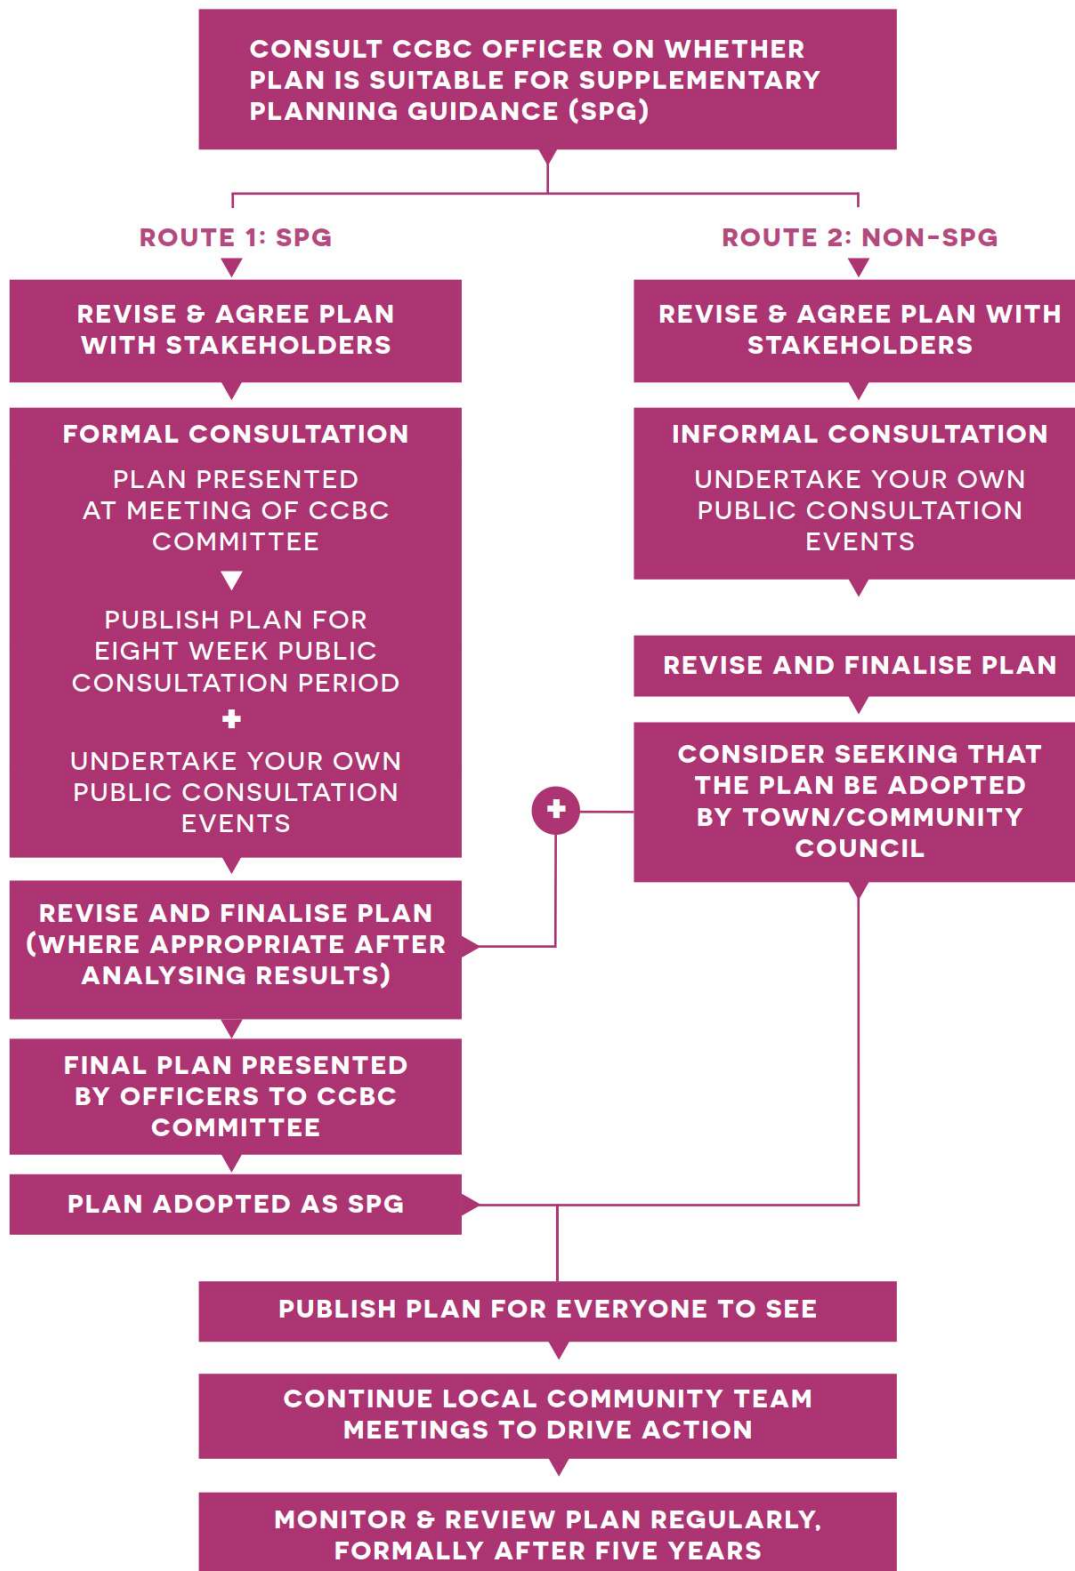 CONSULT CCBC OFFICER ON WHETHER
PLAN IS SUITABLE FOR SUPPLEMENTARY
PLANNING GUIDANCE (SPG)
ROUTE 1: SPG
REVISE & AGREE PLAN
WITH STAKEHOLDERS
FORMAL CONSULTATION
PLAN PRESENTED
AT MEETING OF CCBC
COMMITTEE
PUBLISH PLAN FOR
EIGHT WEEK PUBLIC
CONSULTATION PERIOD
+
UNDERTAKE YOUR OWN
PUBLIC CONSULTATION
EVENTS
REVISE AND FINALISE PLAN
(WHERE APPROPRIATE AFTER
ANALYSING RESULTS)
FINAL PLAN PRESENTED
BY OFFICERS TO CCBC
COMMITTEE
PLAN ADOPTED AS SPG
ROUTE 2: NON-SPG
REVISE & AGREE PLAN WITH
STAKEHOLDERS
INFORMAL CONSULTATION
UNDERTAKE YOUR OWN
PUBLIC CONSULTATION
EVENTS
REVISE AND FINALISE PLAN
CONSIDER SEEKING THAT
THE PLAN BE ADOPTED
BY TOWN/COMMUNITY
COUNCIL
+
PUBLISH PLAN FOR EVERYONE TO SEE
CONTINUE LOCAL COMMUNITY TEAM
MEETINGS TO DRIVE ACTION
MONITOR & REVIEW PLAN REGULARLY,
FORMALLY AFTER FIVE YEARS